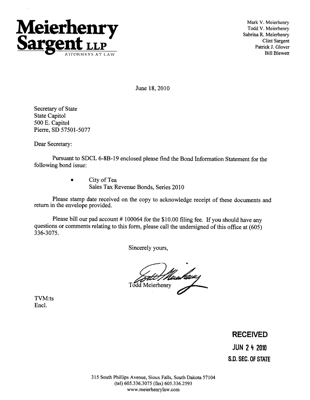 Meierhenry
Sargent LLP
ATTORNEYS AT LAW
Mark V. Meierhenry
Todd V. Meierhenry
Sabrina R. Meierhenry
Clint Sargent
Patrick J. Glover
Bill Blewett
June 18, 2010
Secretary of State
State Capitol
500 E. Capitol
Pierre, SD 57501-5077
Dear Secretary:
Pursuant to SDCL 6-8B-19 enclosed please find the Bond Information Statement for the
following bond issue:
• City of Tea
Sales Tax Revenue Bonds, Series 2010
Please stamp date received on the copy to acknowledge receipt of these documents and
return in the envelope provided.
Please bill our pad account # 100064 for the $10.00 filing fee. If you should have any
questions or comments relating to this form, please call the undersigned of this office at (605)
336-3075.
Sincerely yours,
Todd Meierhenry
Todd Meierhenry
TVM:ts
Encl.
RECEIVED
JUN 24 2010
S.D. SEC. OF STATE
315 South Phillips Avenue, Sioux Falls, South Dakota 57104
(tel) 605.336.3075 (fax) 605.336.2593
www.meierhenrylaw.com